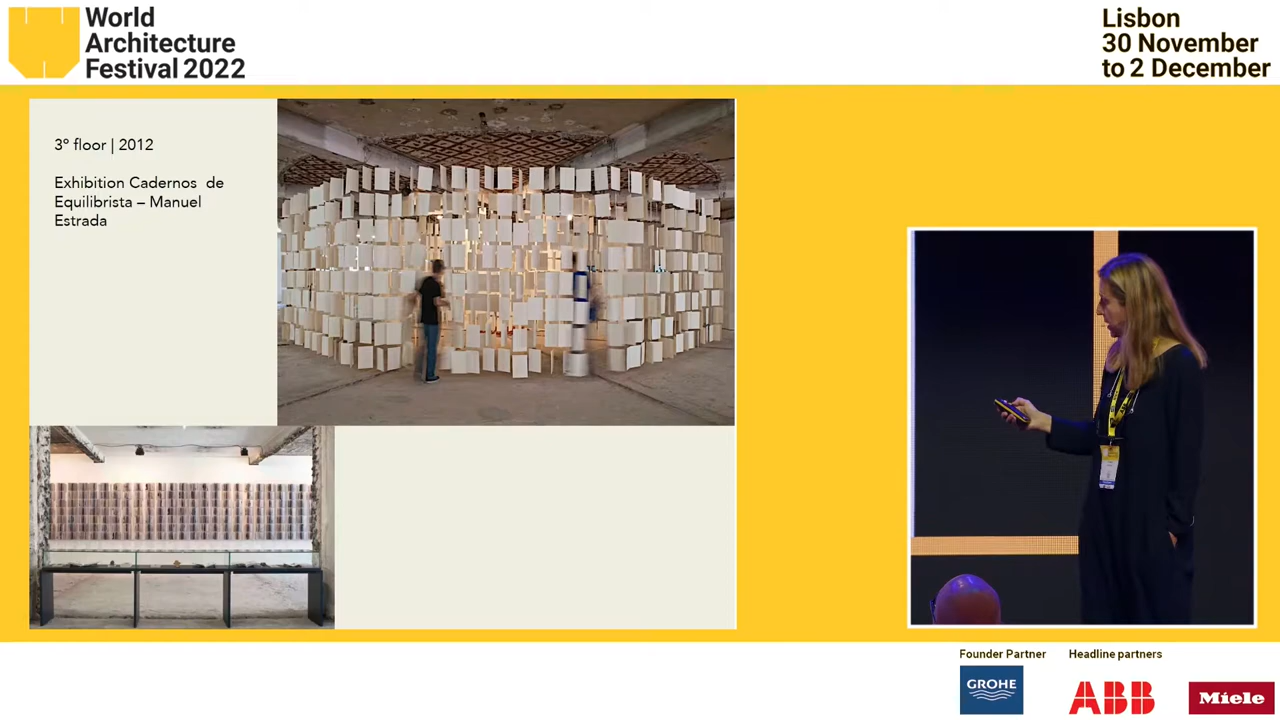 World
Architecture
Festival 2022
Lisbon
30 November
to 2 December
3º floor | 2012
Exhibition Cadernos de
Equilibrista – Manuel
Estrada
Founder Partner
Headline partners
GROHE
ABB
Miele